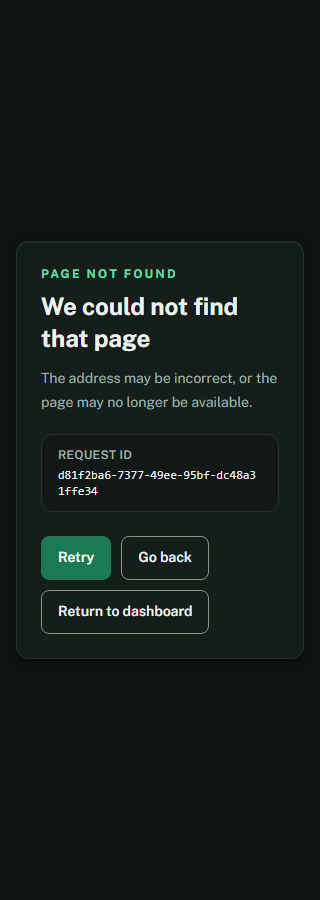 PAGE NOT FOUND
We could not find
that page
The address may be incorrect, or the
page may no longer be available.
REQUEST ID
d81f2ba6-7377-49ee-95bf-dc48a3
1ffe34
Retry
Go back
Return to dashboard